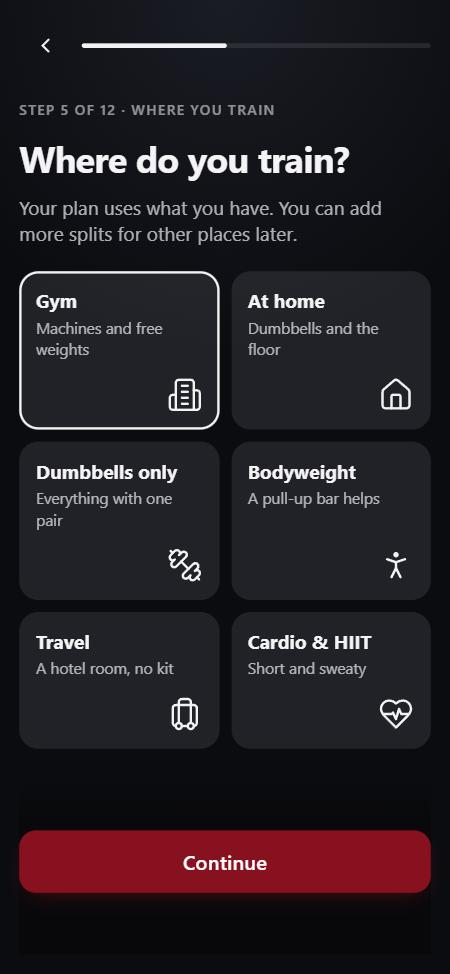 STEP 5 OF 12 · WHERE YOU TRAIN
Where do you train?
Your plan uses what you have. You can add
more splits for other places later.
Gym
Machines and free
weights
At home
Dumbbells and the
floor
Dumbbells only
Everything with one
pair
Bodyweight
A pull-up bar helps
Travel
A hotel room, no kit
Cardio & HIIT
Short and sweaty
Continue